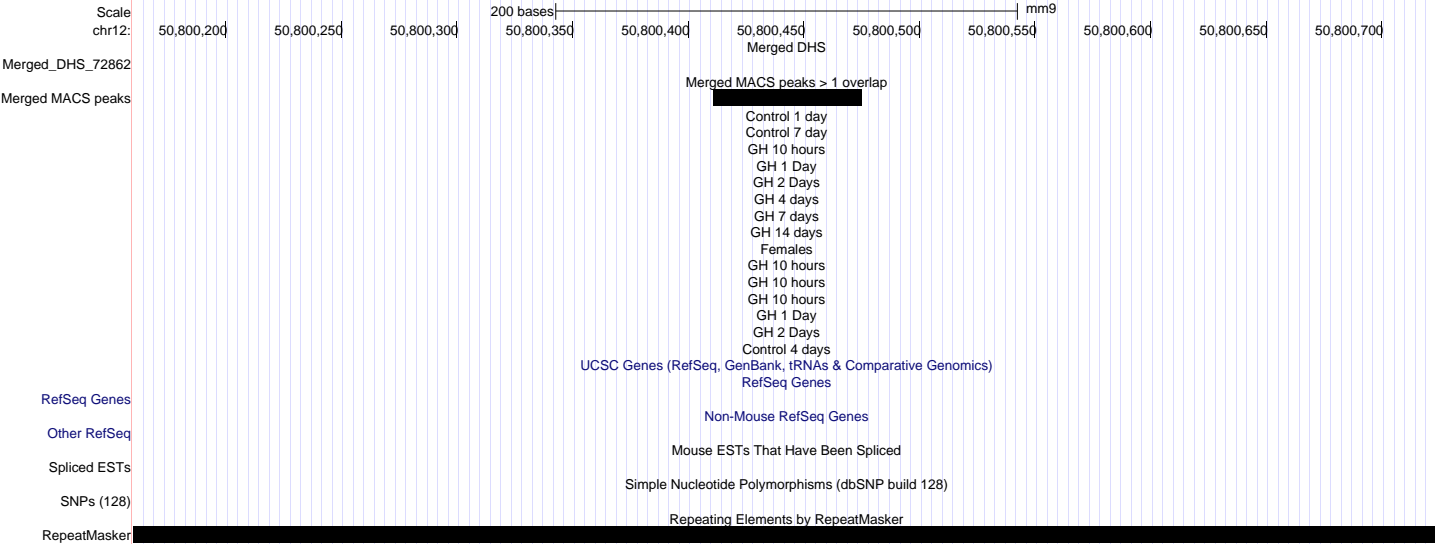 Scale 200 bases mm9
chr12: 50,800,200 50,800,250 50,800,300 50,800,350 50,800,400 50,800,450 50,800,500 50,800,550 50,800,600 50,800,650 50,800,700
Merged DHS
Merged_DHS_72862
Merged MACS peaks > 1 overlap
Merged MACS peaks
Control 1 day
Control 7 day
GH 10 hours
GH 1 Day
GH 2 Days
GH 4 days
GH 7 days
GH 14 days
Females
GH 10 hours
GH 10 hours
GH 10 hours
GH 1 Day
GH 2 Days
Control 4 days
UCSC Genes (RefSeq, GenBank, tRNAs & Comparative Genomics)
RefSeq Genes
RefSeq Genes
Non-Mouse RefSeq Genes
Other RefSeq
Mouse ESTs That Have Been Spliced
Spliced ESTs
Simple Nucleotide Polymorphisms (dbSNP build 128)
SNPs (128)
Repeating Elements by RepeatMasker
RepeatMasker